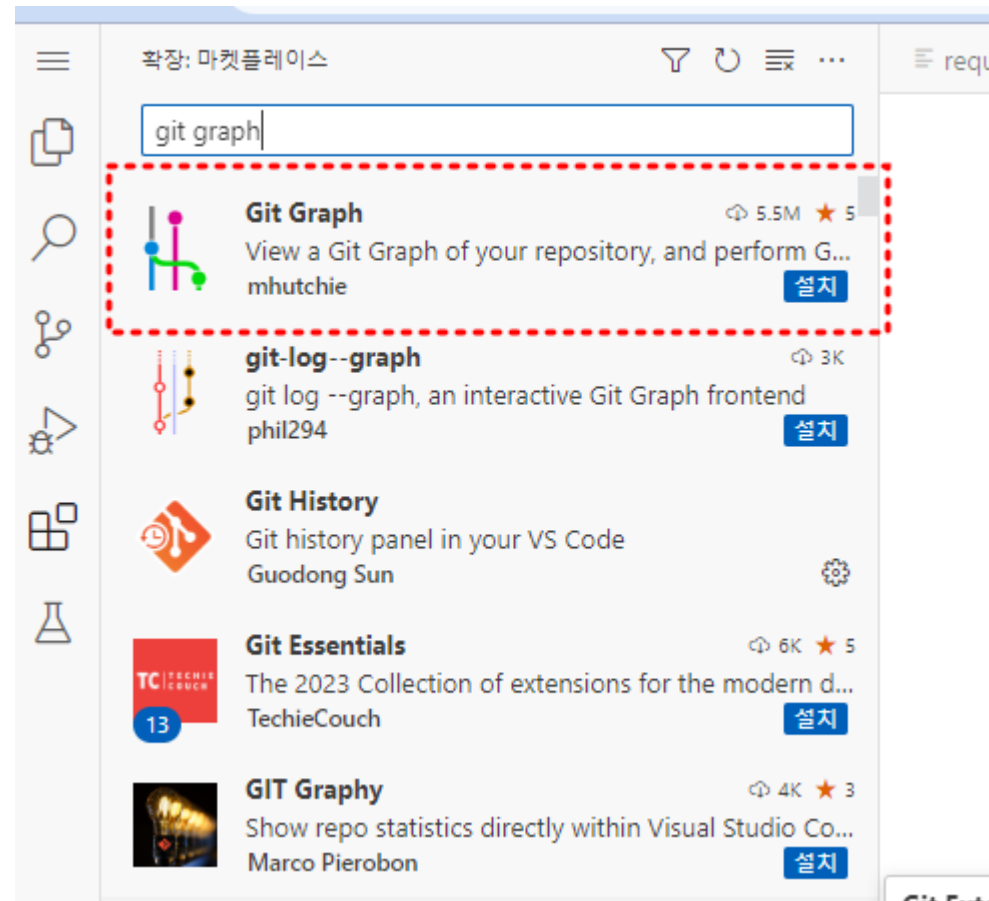 확장: 마켓플레이스
requ
git graph
Git Graph
5.5M ★ 5
View a Git Graph of your repository, and perform G...
mhutchie
설치
git-log--graph
3K
git log --graph, an interactive Git Graph frontend
phil294
설치
Git History
Git history panel in your VS Code
Guodong Sun
Git Essentials
6K ★ 5
TC TECHIE COUCH
The 2023 Collection of extensions for the modern d...
13
TechieCouch
설치
GIT Graphy
4K ★ 3
Show repo statistics directly within Visual Studio Co...
Marco Pierobon
설치